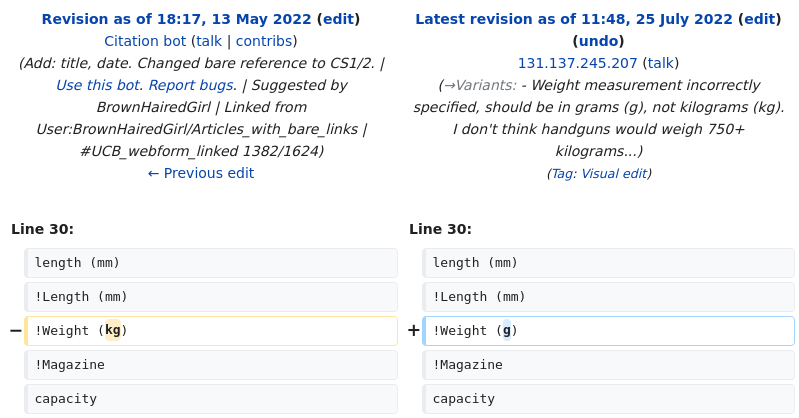 Revision as of 18:17, 13 May 2022 (edit)
Citation bot (talk | contribs)
(Add: title, date. Changed bare reference to CS1/2. |
Use this bot. Report bugs. | Suggested by
BrownHairedGirl | Linked from
User:BrownHairedGirl/Articles_with_bare_links |
#UCB_webform_linked 1382/1624)
← Previous edit
Latest revision as of 11:48, 25 July 2022 (edit)
(undo)
131.137.245.207 (talk)
(→Variants: - Weight measurement incorrectly
specified, should be in grams (g), not kilograms (kg).
I don't think handguns would weigh 750+
kilograms...)
(Tag: Visual edit)
Line 30:
length (mm)
!Length (mm)
− !Weight (kg)
!Magazine
capacity
Line 30:
length (mm)
!Length (mm)
+ !Weight (g)
!Magazine
capacity